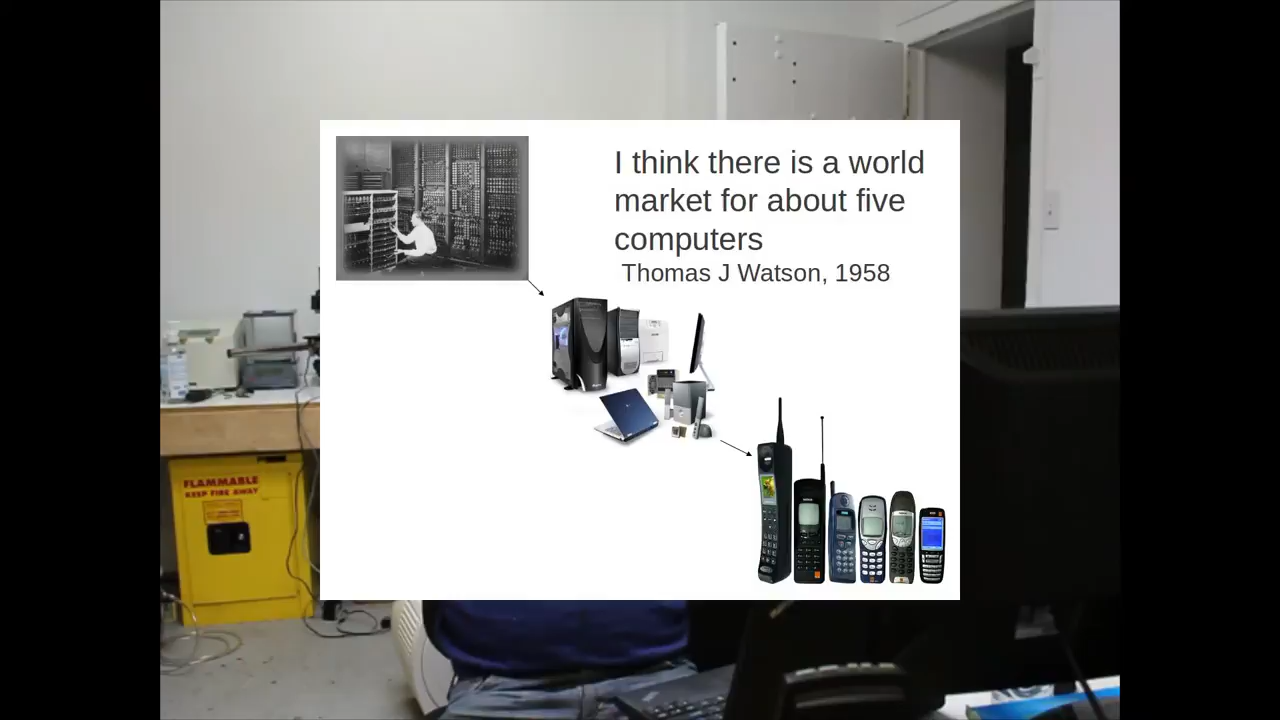 I think there is a world
market for about five
computers
Thomas J Watson, 1958
FLAMMABLE
KEEP FIRE AWAY